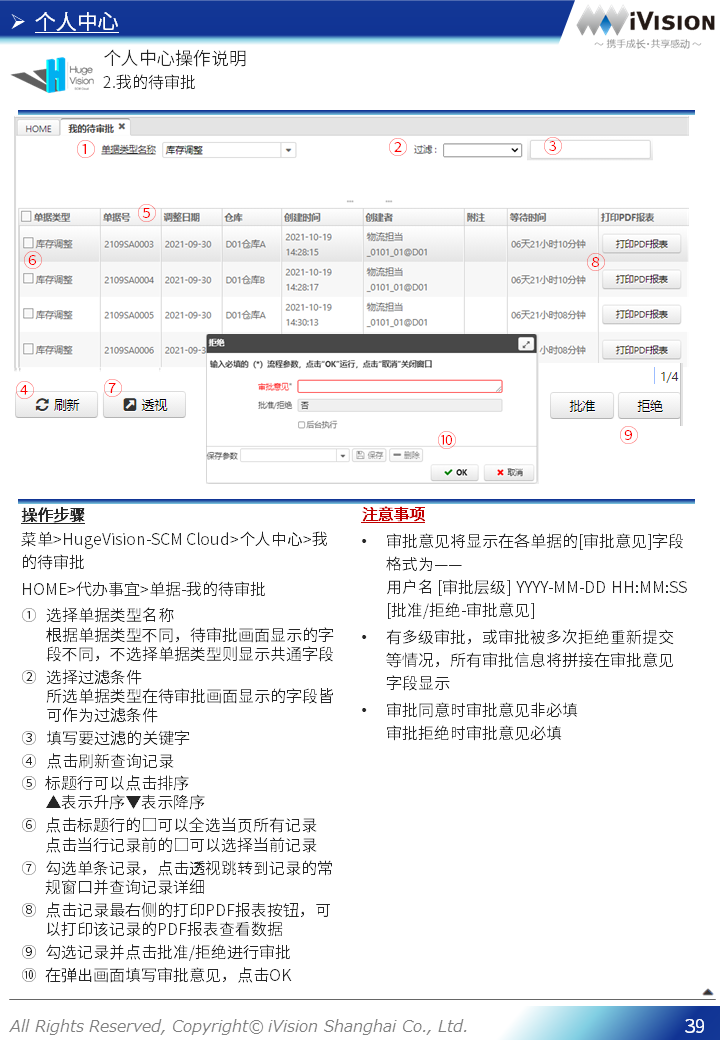 ➢ 个人中心
iVision
～ 携手成长·共享感动 ～
Huge Vision
个人中心操作说明
2.我的待审批
HOME 我的待审批 ×
① 单据类型名称 库存调整 ② 过滤: ③
□ 单据类型 单据号 ⑤ 调整日期 仓库 创建时间 创建者 附注 等待时间 打印PDF报表
□ 库存调整 2109SA0003 2021-09-30 D01仓库A 2021-10-19 14:28:15 物流担当_0101_01@D01 06天21小时10分钟 打印PDF报表
⑥ ⑧
□ 库存调整 2109SA0004 2021-09-30 D01仓库B 2021-10-19 14:28:17 物流担当_0101_01@D01 06天21小时10分钟 打印PDF报表
□ 库存调整 2109SA0005 2021-09-30 D01仓库A 2021-10-19 14:30:13 物流担当_0101_01@D01 06天21小时08分钟 打印PDF报表
□ 库存调整 2109SA0006 2021-09-3 小时08分钟 打印PDF报表
拒绝
输入必填的（*）流程参数，点击"OK"运行，点击"取消"关闭窗口
审批意见*
批准/拒绝 否
□ 后台执行
⑩
保存参数 保存 删除
OK 取消
1/4
④ 刷新 ⑦ 透视 批准 拒绝
⑨
操作步骤
菜单>HugeVision-SCM Cloud>个人中心>我
的待审批
HOME>代办事宜>单据-我的待审批
① 选择单据类型名称
根据单据类型不同，待审批画面显示的字
段不同，不选择单据类型则显示共通字段
② 选择过滤条件
所选单据类型在待审批画面显示的字段皆
可作为过滤条件
③ 填写要过滤的关键字
④ 点击刷新查询记录
⑤ 标题行可以点击排序
▲表示升序▼表示降序
⑥ 点击标题行的□可以全选当页所有记录
点击当行记录前的□可以选择当前记录
⑦ 勾选单条记录，点击透视跳转到记录的常
规窗口并查询记录详细
⑧ 点击记录最右侧的打印PDF报表按钮，可
以打印该记录的PDF报表查看数据
⑨ 勾选记录并点击批准/拒绝进行审批
⑩ 在弹出画面填写审批意见，点击OK
注意事项
• 审批意见将显示在各单据的[审批意见]字段
格式为——
用户名 [审批层级] YYYY-MM-DD HH:MM:SS
[批准/拒绝-审批意见]
• 有多级审批，或审批被多次拒绝重新提交
等情况，所有审批信息将拼接在审批意见
字段显示
• 审批同意时审批意见非必填
审批拒绝时审批意见必填
All Rights Reserved, Copyright© iVision Shanghai Co., Ltd.
39